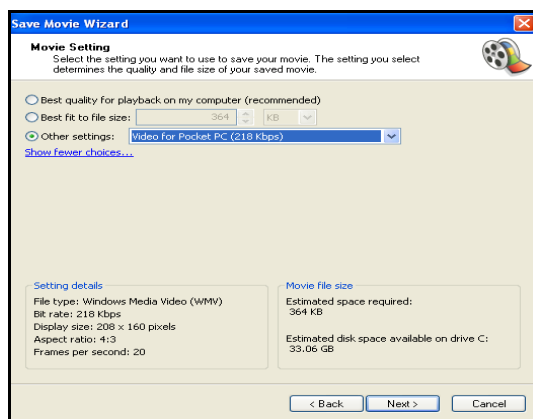 Save Movie Wizard
Movie Setting
Select the setting you want to use to save your movie. The setting you select
determines the quality and file size of your saved movie.
Best quality for playback on my computer (recommended)
Best fit to file size: 364 KB
Other settings: Video for Pocket PC (218 Kbps)
Show fewer choices...
Setting details
File type: Windows Media Video (WMV)
Bit rate: 218 Kbps
Display size: 208 x 160 pixels
Aspect ratio: 4:3
Frames per second: 20
Movie file size
Estimated space required:
364 KB
Estimated disk space available on drive C:
33.06 GB
< Back Next > Cancel